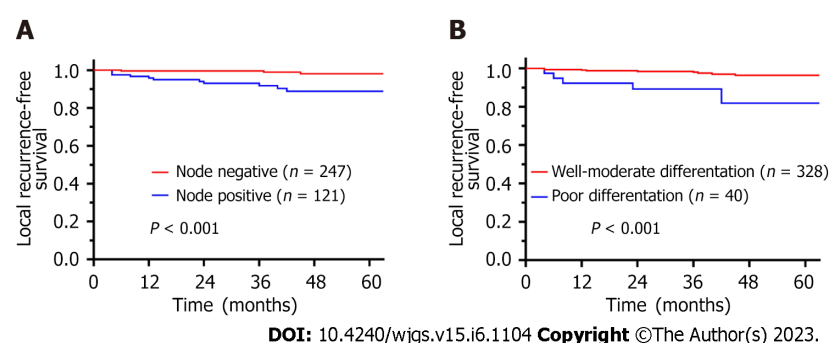 A
Local recurrence-free
survival
1.0
0.8
0.6
0.4
0.2
0.0
Node negative (n = 247)
Node positive (n = 121)
P < 0.001
0 12 24 36 48 60
Time (months)
B
Local recurrence-free
survival
1.0
0.8
0.6
0.4
0.2
0.0
Well-moderate differentation (n = 328)
Poor differentation (n = 40)
P < 0.001
0 12 24 36 48 60
Time (months)
DOI: 10.4240/wjgs.v15.i6.1104 Copyright ©The Author(s) 2023.